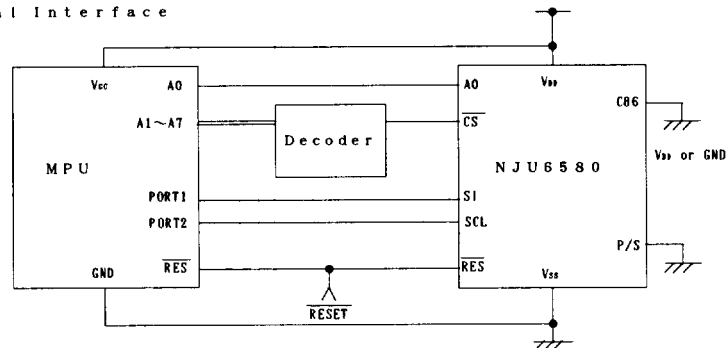 al Interface
Vcc
A0
A1~A7
MPU
PORT1
PORT2
RES
GND
Decoder
RESET
VDD
A0
C86
CS
NJU6580
VDD or GND
SI
SCL
P/S
RES
VSS